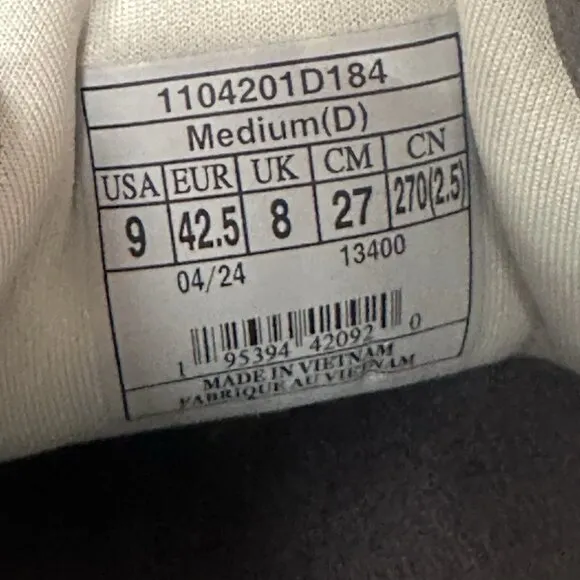 1104201D184
Medium(D)
USA EUR UK CM CN
9 42.5 8 27 270(2.5)
04/24 13400
1 95394 42092 0
MADE IN VIETNAM
FABRIQUE AU VIETNAM